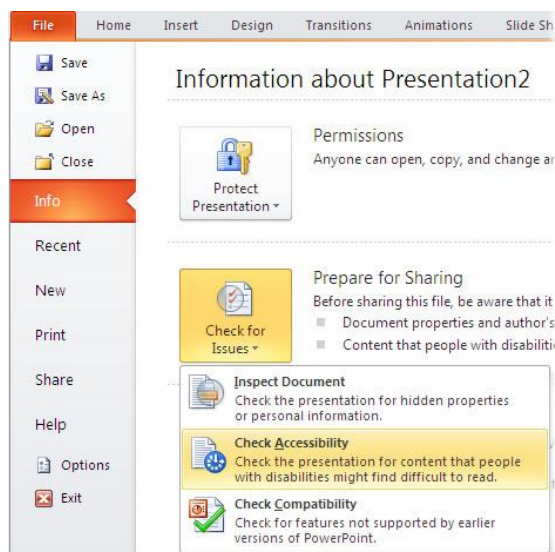 File Home Insert Design Transitions Animations Slide Sh
Save
Save As
Open
Close
Info
Recent
New
Print
Share
Help
Options
Exit
Information about Presentation2
Protect
Presentation
Permissions
Anyone can open, copy, and change
Check for
Issues
Prepare for Sharing
Before sharing this file, be aware that it
Document properties and author's
Content that people with
Inspect Document
Check the presentation for hidden properties
or personal information.
Check Accessibility
Check the presentation for content that people
with disabilities might find difficult to read.
Check Compatibility
Check for features not supported by earlier
versions of PowerPoint.